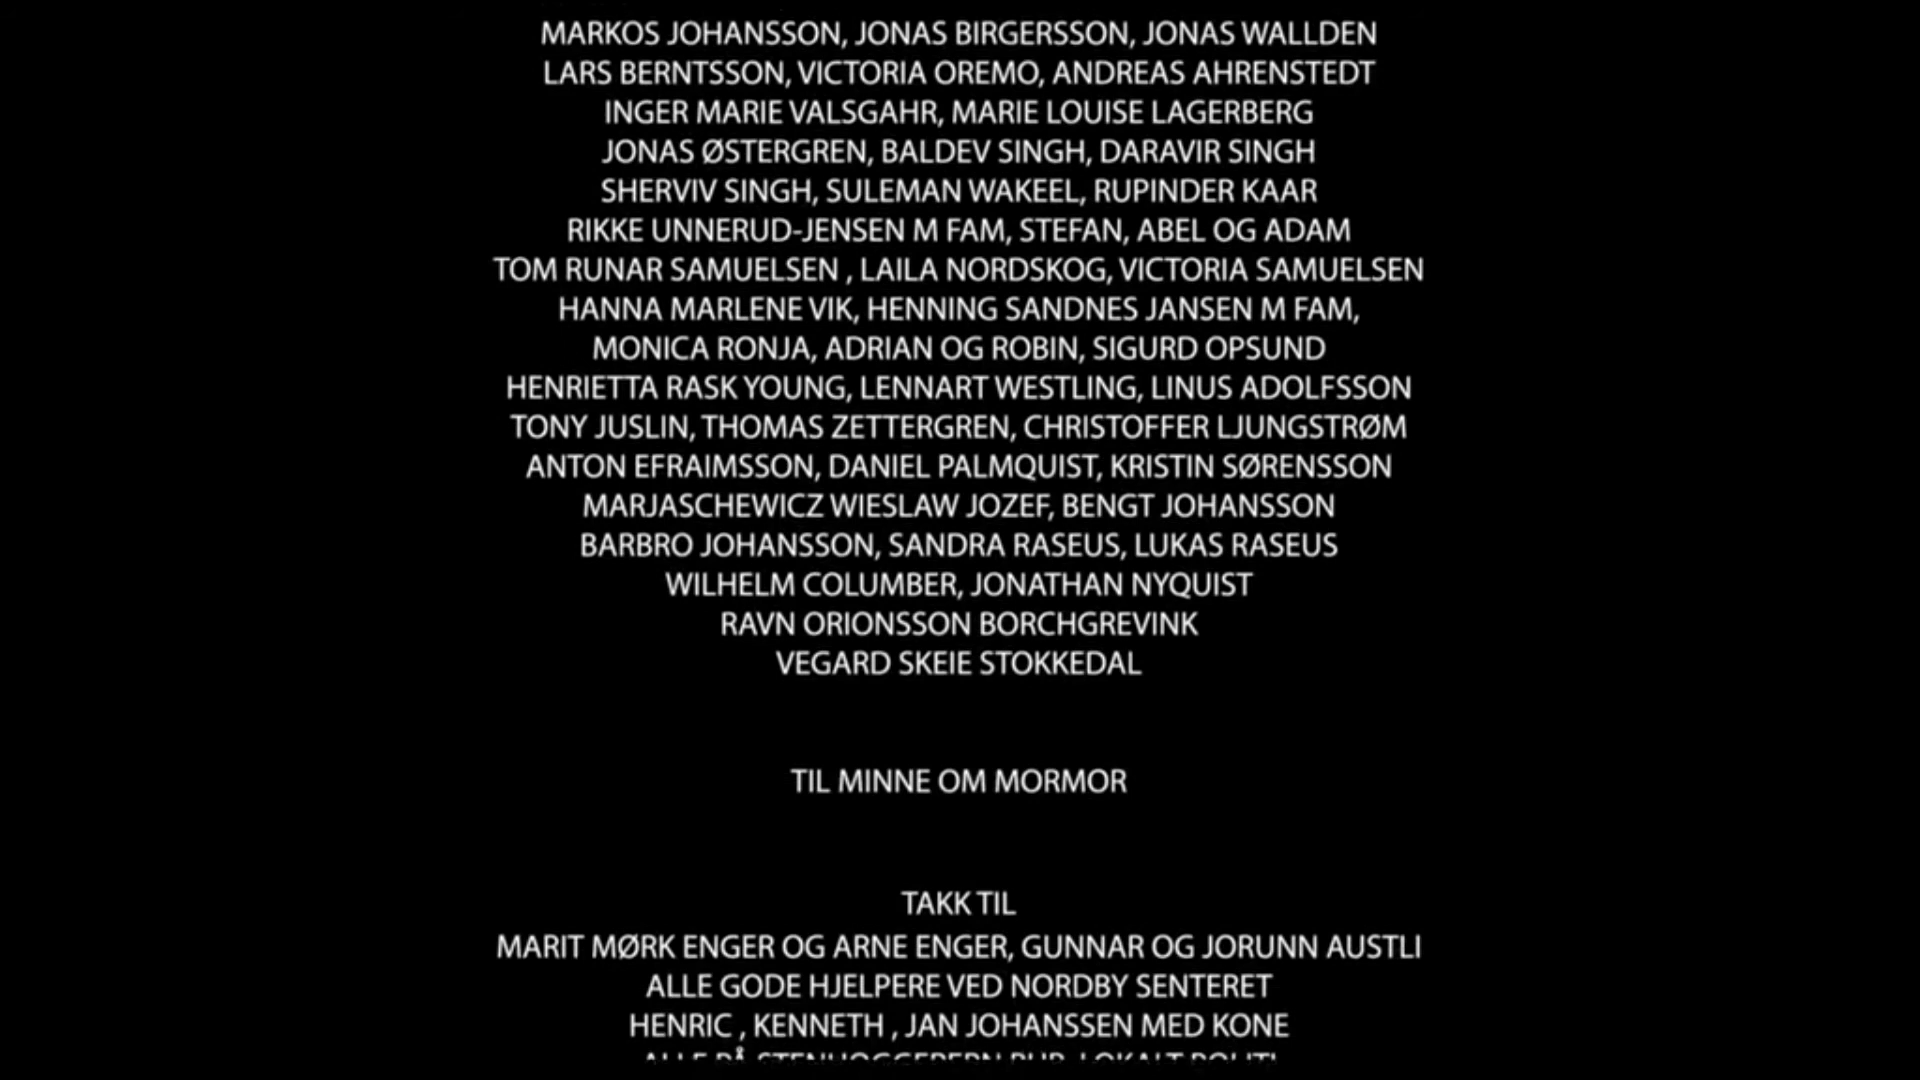 MARKOS JOHANSSON, JONAS BIRGERSSON, JONAS WALLDEN
LARS BERNTSSON, VICTORIA OREMO, ANDREAS AHRENSTEDT
INGER MARIE VALSGAHR, MARIE LOUISE LAGERBERG
JONAS ØSTERGREN, BALDEV SINGH, DARAVIR SINGH
SHERVIV SINGH, SULEMAN WAKEEL, RUPINDER KAAR
RIKKE UNNERUD-JENSEN M FAM, STEFAN, ABEL OG ADAM
TOM RUNAR SAMUELSEN , LAILA NORDSKOG, VICTORIA SAMUELSEN
HANNA MARLENE VIK, HENNING SANDNES JANSEN M FAM,
MONICA RONJA, ADRIAN OG ROBIN, SIGURD OPSUND
HENRIETTA RASK YOUNG, LENNART WESTLING, LINUS ADOLFSSON
TONY JUSLIN, THOMAS ZETTERGREN, CHRISTOFFER LJUNGSTRØM
ANTON EFRAIMSSON, DANIEL PALMQUIST, KRISTIN SØRENSSON
MARJASCHEWICZ WIESLAW JOZEF, BENGT JOHANSSON
BARBRO JOHANSSON, SANDRA RASEUS, LUKAS RASEUS
WILHELM COLUMBER, JONATHAN NYQUIST
RAVN ORIONSSON BORCHGREVINK
VEGARD SKEIE STOKKEDAL
TIL MINNE OM MORMOR
TAKK TIL
MARIT MØRK ENGER OG ARNE ENGER, GUNNAR OG JORUNN AUSTLI
ALLE GODE HJELPERE VED NORDBY SENTERET
HENRIC , KENNETH , JAN JOHANSSEN MED KONE
ALLE PÅ